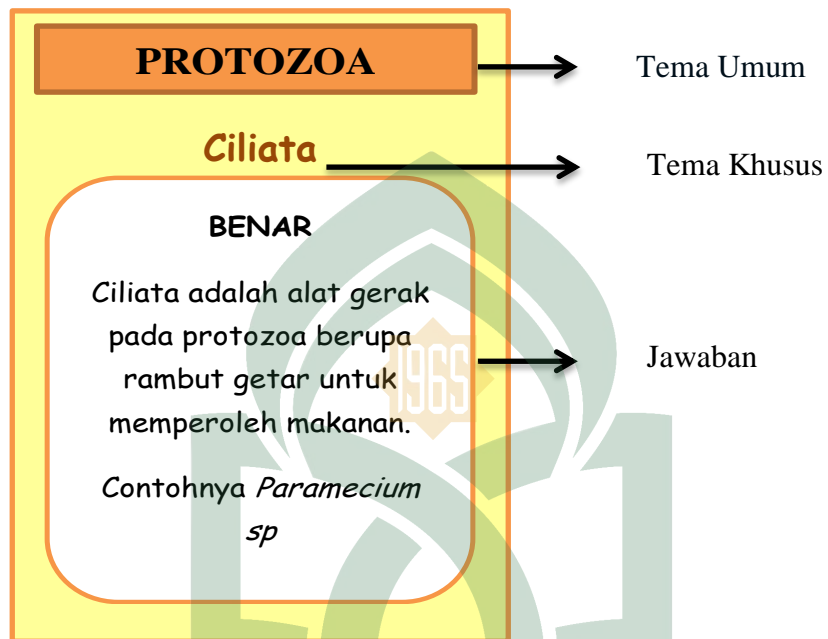 PROTOZOA
Tema Umum
Ciliata
Tema Khusus
BENAR
Ciliata adalah alat gerak
pada protozoa berupa
rambut getar untuk
memperoleh makanan.
Jawaban
Contohnya Paramecium
sp
1965